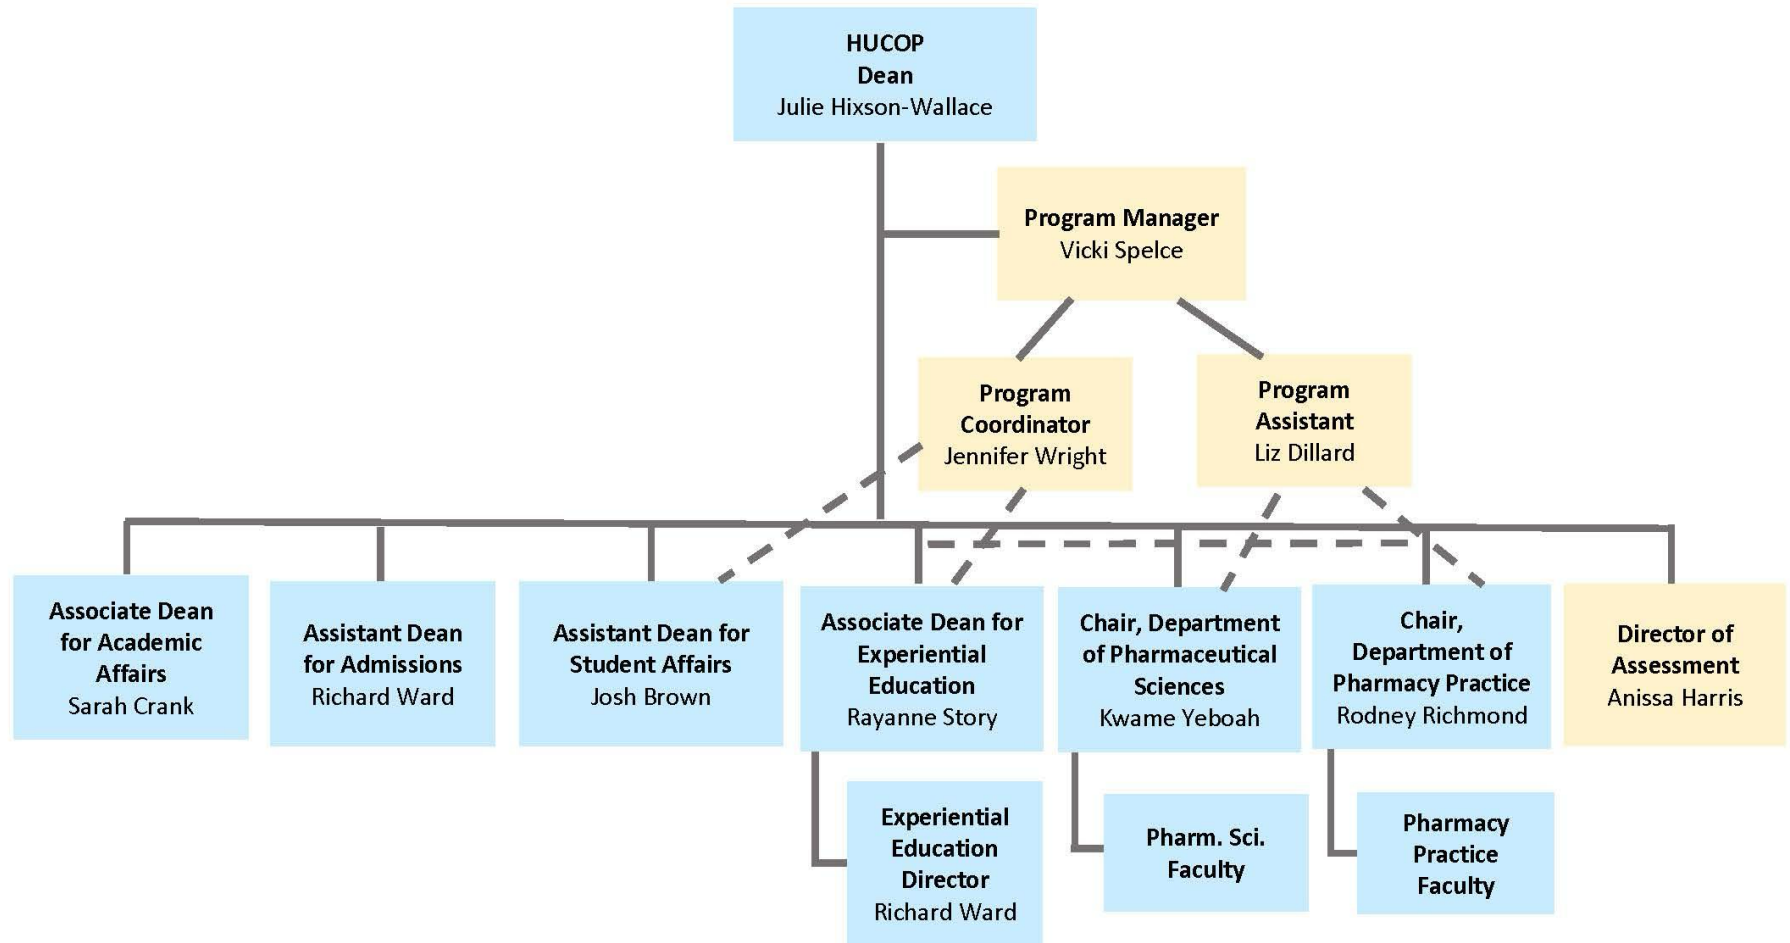 HUCOP
Dean
Julie Hixson-Wallace
Program Manager
Vicki Spelce
Program
Coordinator
Jennifer Wright
Program
Assistant
Liz Dillard
Associate Dean
for Academic
Affairs
Sarah Crank
Assistant Dean
for Admissions
Richard Ward
Assistant Dean for
Student Affairs
Josh Brown
Associate Dean for
Experiential
Education
Rayanne Story
Chair, Department
of Pharmaceutical
Sciences
Kwame Yeboah
Chair,
Department of
Pharmacy Practice
Rodney Richmond
Director of
Assessment
Anissa Harris
Experiential
Education
Director
Richard Ward
Pharm. Sci.
Faculty
Pharmacy
Practice
Faculty